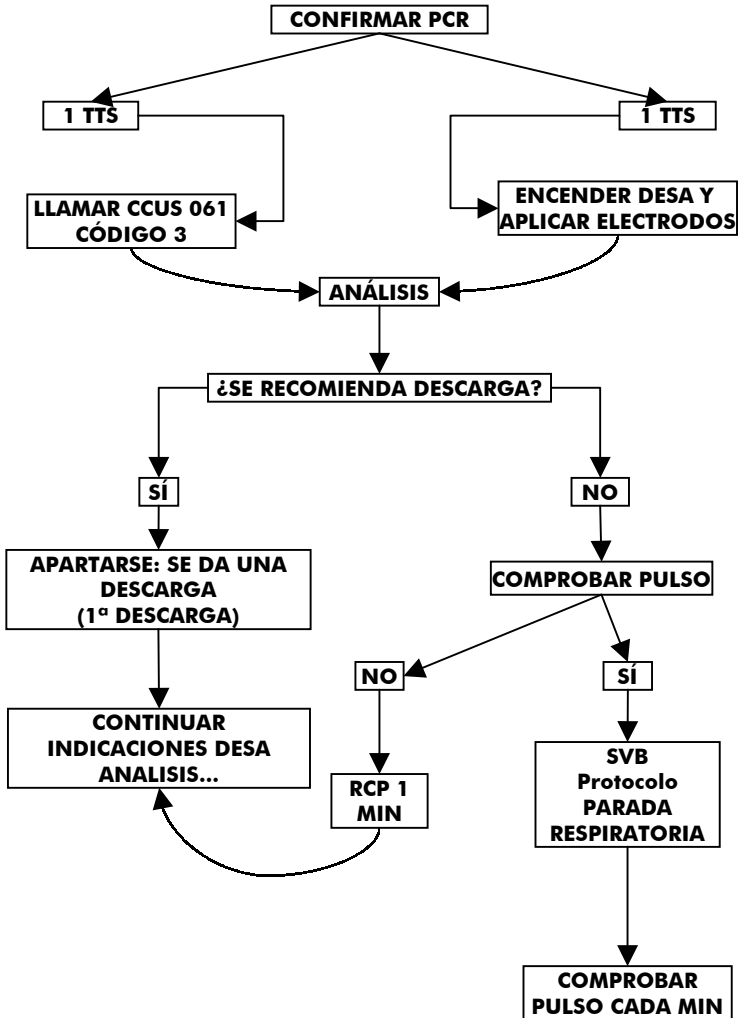 CONFIRMAR PCR
1 TTS
1 TTS
LLAMAR CCUS 061
CÓDIGO 3
ENCENDER DESA Y
APLICAR ELECTRODOS
ANÁLISIS
¿SE RECOMIENDA DESCARGA?
SÍ
NO
APARTARSE: SE DA UNA
DESCARGA
(1ª DESCARGA)
COMPROBAR PULSO
NO
SÍ
CONTINUAR
INDICACIONES DESA
ANALISIS...
RCP 1
MIN
SVB
Protocolo
PARADA
RESPIRATORIA
COMPROBAR
PULSO CADA MIN